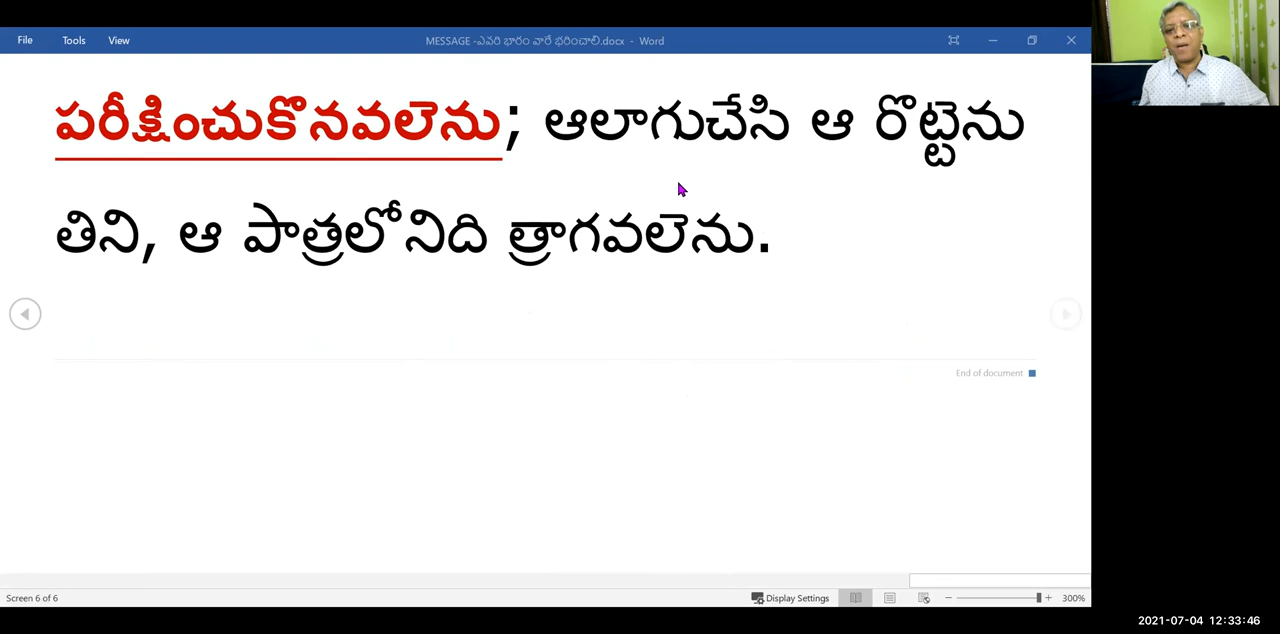 File Tools View MESSAGE -ఎవరి భారం వారే భరించాలి.docx - Word
పరీక్షించుకొనవలెను; ఆలాగుచేసి ఆ రొట్టెను
తిని, ఆ పాత్రలోనిది త్రాగవలెను.
End of document
Screen 6 of 6 Display Settings 300%
2021-07-04 12:33:46